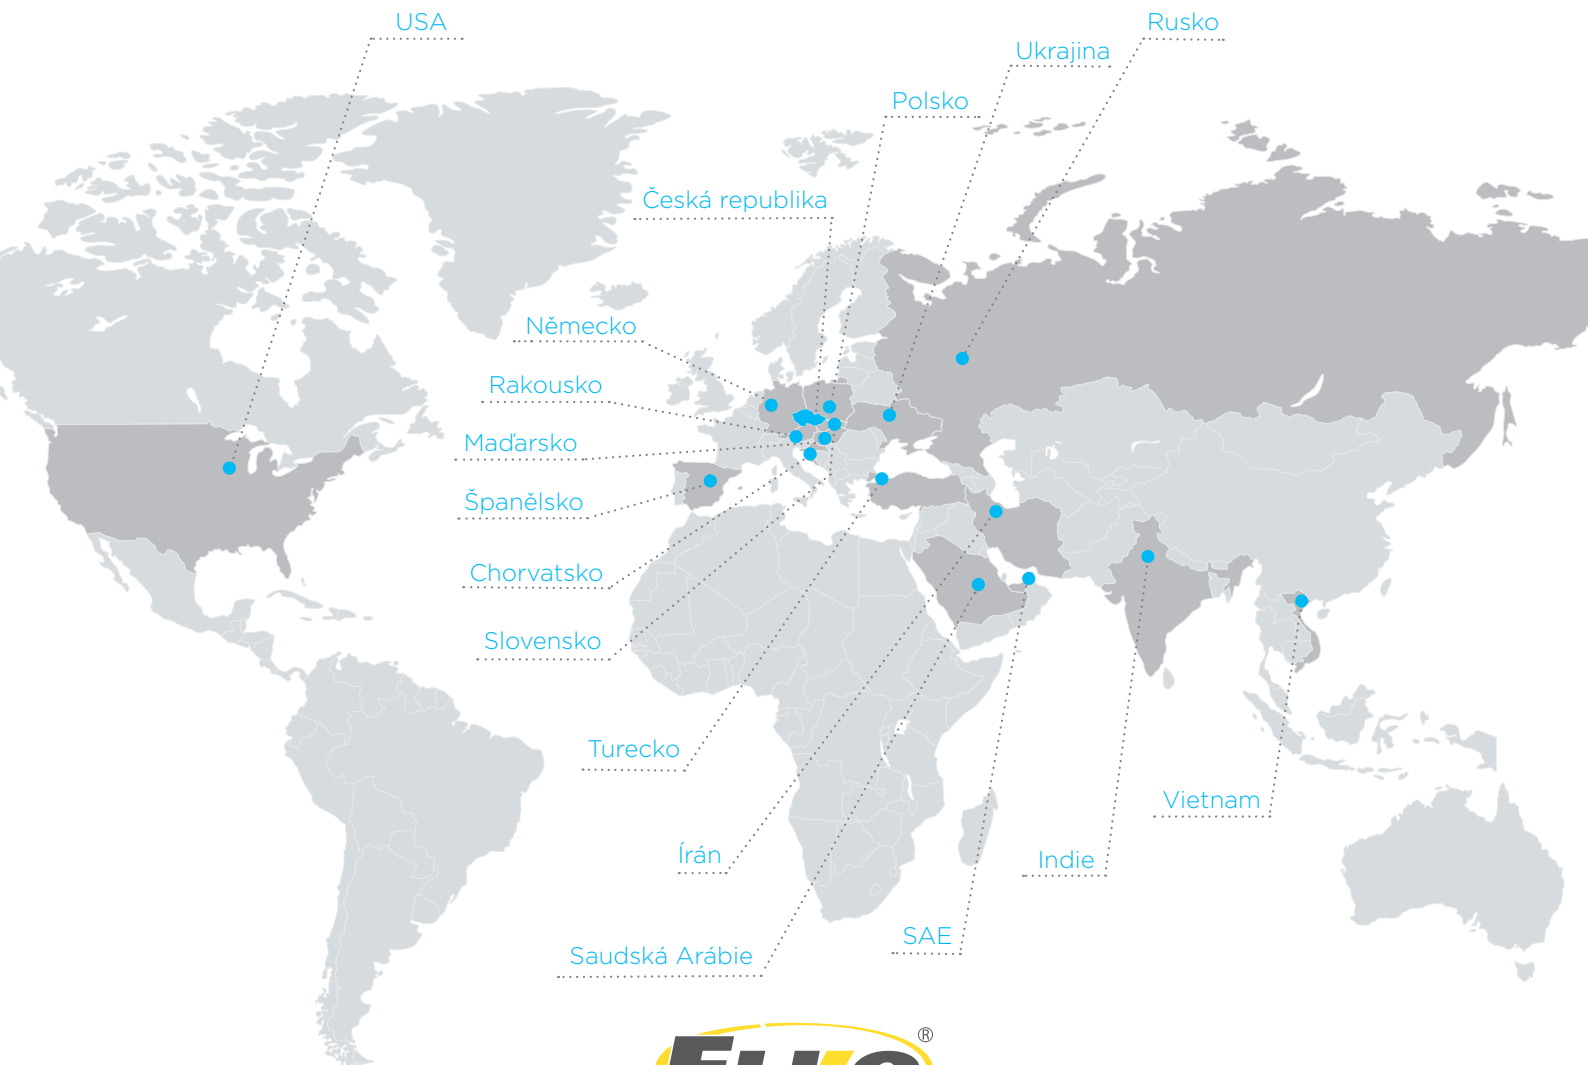 USA
Rusko
Ukrajina
Polsko
Česká republika
Německo
Rakousko
Maďarsko
Španělsko
Chorvatsko
Slovensko
Turecko
Vietnam
Írán
Indie
SAE
Saudská Arábie
®